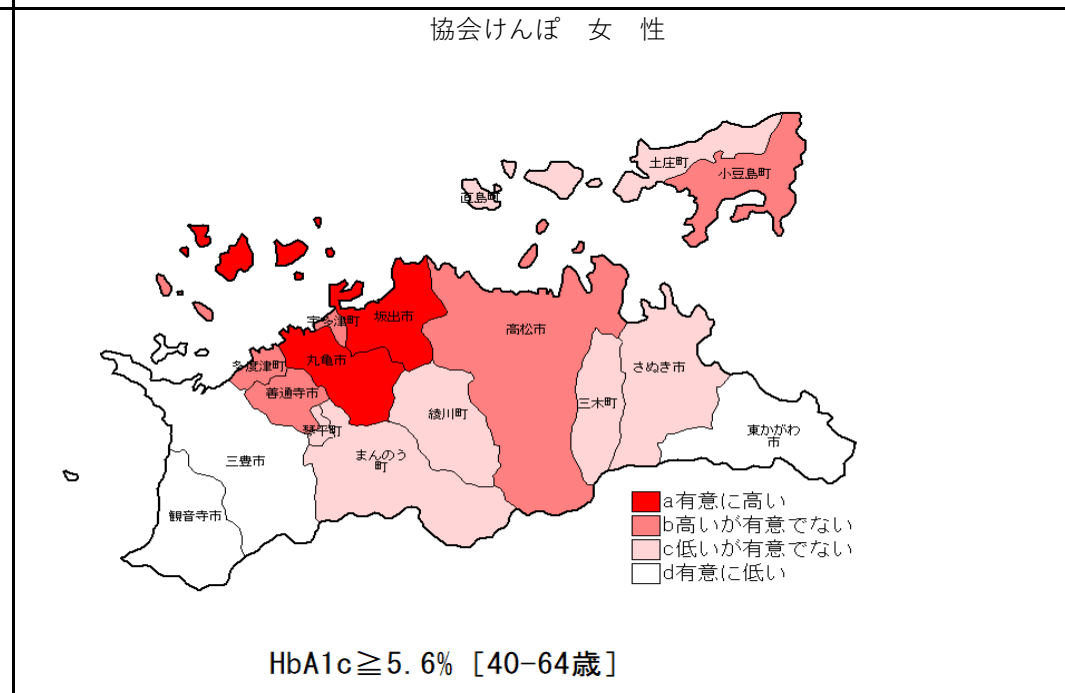 協会けんぽ 女 性
土庄町
小豆島町
直島町
宇多津町
坂出市
高松市
丸亀市
多度津町
さぬき市
善通寺市
三木町
綾川町
琴平町
東かがわ
市
まんのう
町
三豊市
観音寺市
a有意に高い
b高いが有意でない
c低いが有意でない
d有意に低い
HbA1c≧5.6% [40-64歳]